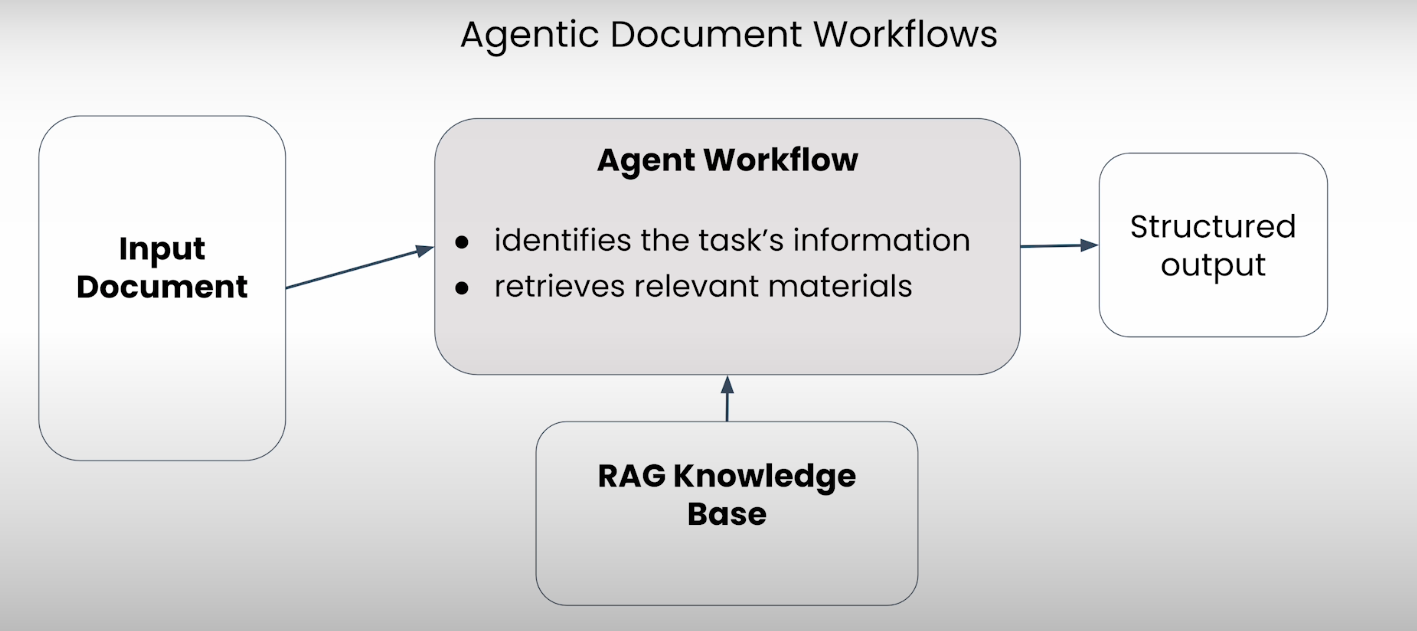 Agentic Document Workflows
Input
Document
Agent Workflow
● identifies the task's information
● retrieves relevant materials
Structured
output
RAG Knowledge
Base